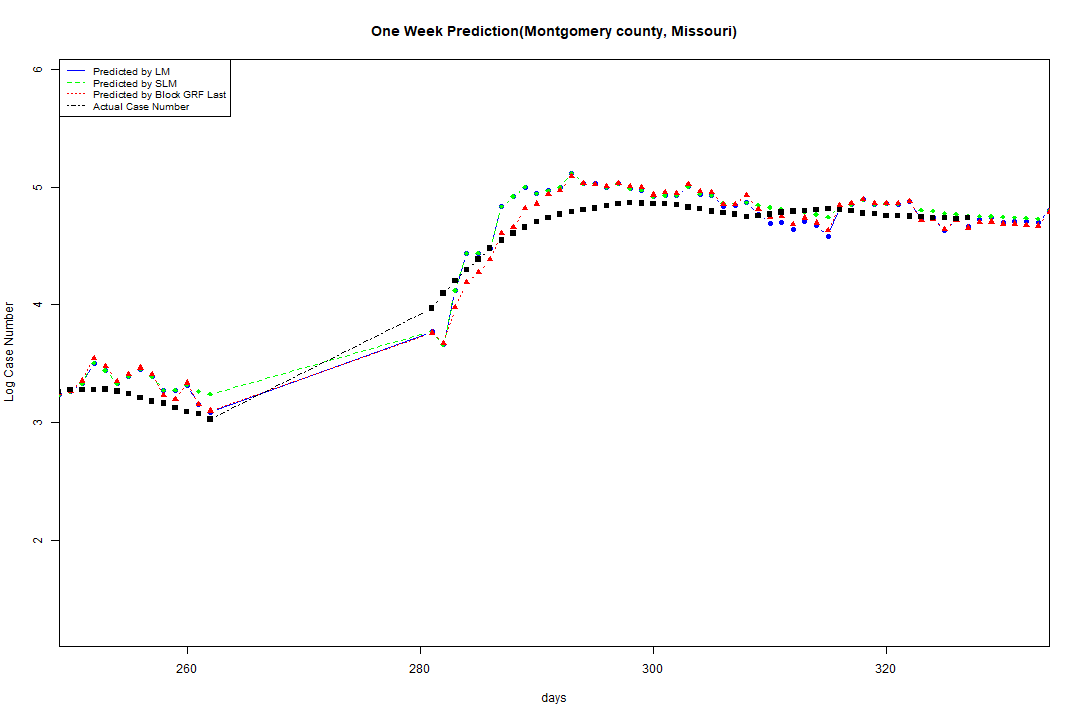 One Week Prediction(Montgomery county, Missouri)
6
5
4
3
2
Log Case Number
Predicted by LM
Predicted by SLM
Predicted by Block GRF Last
Actual Case Number
260 280 300 320
days